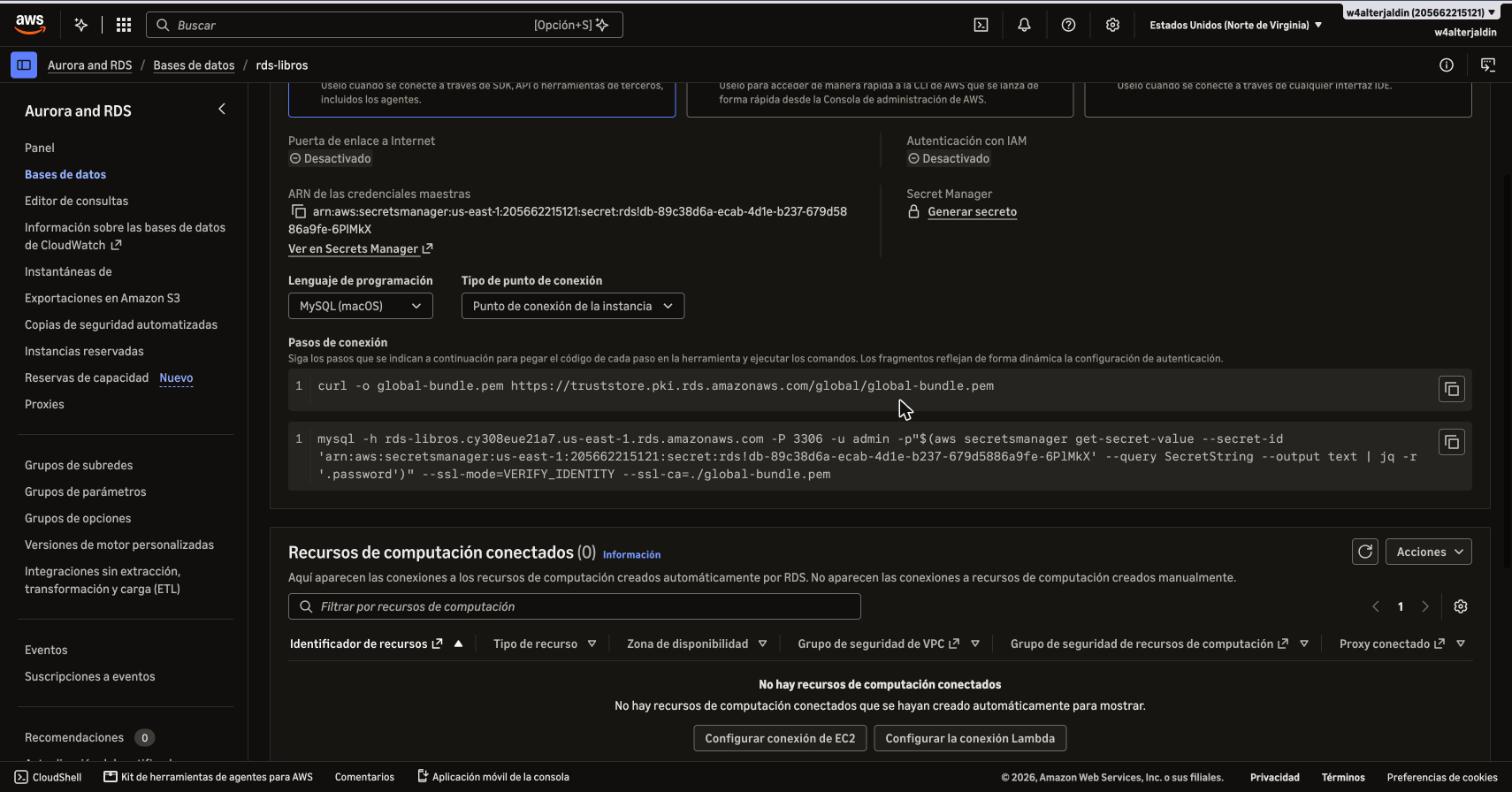 aws
Buscar
[Opción+S]
Estados Unidos (Norte de Virginia)
w4alterjaldin (205662215121)
w4alterjaldin
Aurora and RDS / Bases de datos / rds-libros
Aurora and RDS
Panel
Bases de datos
Editor de consultas
Información sobre las bases de datos
de CloudWatch
Instantáneas de
Exportaciones en Amazon S3
Copias de seguridad automatizadas
Instancias reservadas
Reservas de capacidad Nuevo
Proxies
Grupos de subredes
Grupos de parámetros
Grupos de opciones
Versiones de motor personalizadas
Integraciones sin extracción,
transformación y carga (ETL)
Eventos
Suscripciones a eventos
Recomendaciones 0
Úselo cuando se conecte a través de SDK, API o herramientas de terceros,
incluidos los agentes.
Úselo para acceder de manera rápida a la CLI de AWS que se lanza de
forma rápida desde la Consola de administración de AWS.
Úselo cuando se conecte a través de cualquier interfaz IDE.
Puerta de enlace a Internet
Desactivado
Autenticación con IAM
Desactivado
ARN de las credenciales maestras
arn:aws:secretsmanager:us-east-1:205662215121:secret:rds!db-89c38d6a-ecab-4d1e-b237-679d58
86a9fe-6PlMkX
Ver en Secrets Manager
Secret Manager
Generar secreto
Lenguaje de programación
MySQL (macOS)
Tipo de punto de conexión
Punto de conexión de la instancia
Pasos de conexión
Siga los pasos que se indican a continuación para pegar el código de cada paso en la herramienta y ejecutar los comandos. Los fragmentos reflejan de forma dinámica la configuración de autenticación.
1 curl -o global-bundle.pem https://truststore.pki.rds.amazonaws.com/global/global-bundle.pem
1 mysql -h rds-libros.cy308eue21a7.us-east-1.rds.amazonaws.com -P 3306 -u admin -p"$(aws secretsmanager get-secret-value --secret-id
'arn:aws:secretsmanager:us-east-1:205662215121:secret:rds!db-89c38d6a-ecab-4d1e-b237-679d5886a9fe-6PlMkX' --query SecretString --output text | jq -r
'.password')" --ssl-mode=VERIFY_IDENTITY --ssl-ca=./global-bundle.pem
Recursos de computación conectados (0) Información
Acciones
Aquí aparecen las conexiones a los recursos de computación creados automáticamente por RDS. No aparecen las conexiones a recursos de computación creados manualmente.
Filtrar por recursos de computación
1
Identificador de recursos Tipo de recurso Zona de disponibilidad Grupo de seguridad de VPC Grupo de seguridad de recursos de computación Proxy conectado
No hay recursos de computación conectados
No hay recursos de computación conectados que se hayan creado automáticamente para mostrar.
Configurar conexión de EC2
Configurar la conexión Lambda
CloudShell
Kit de herramientas de agentes para AWS
Comentarios
Aplicación móvil de la consola
© 2026, Amazon Web Services, Inc. o sus filiales.
Privacidad
Términos
Preferencias de cookies